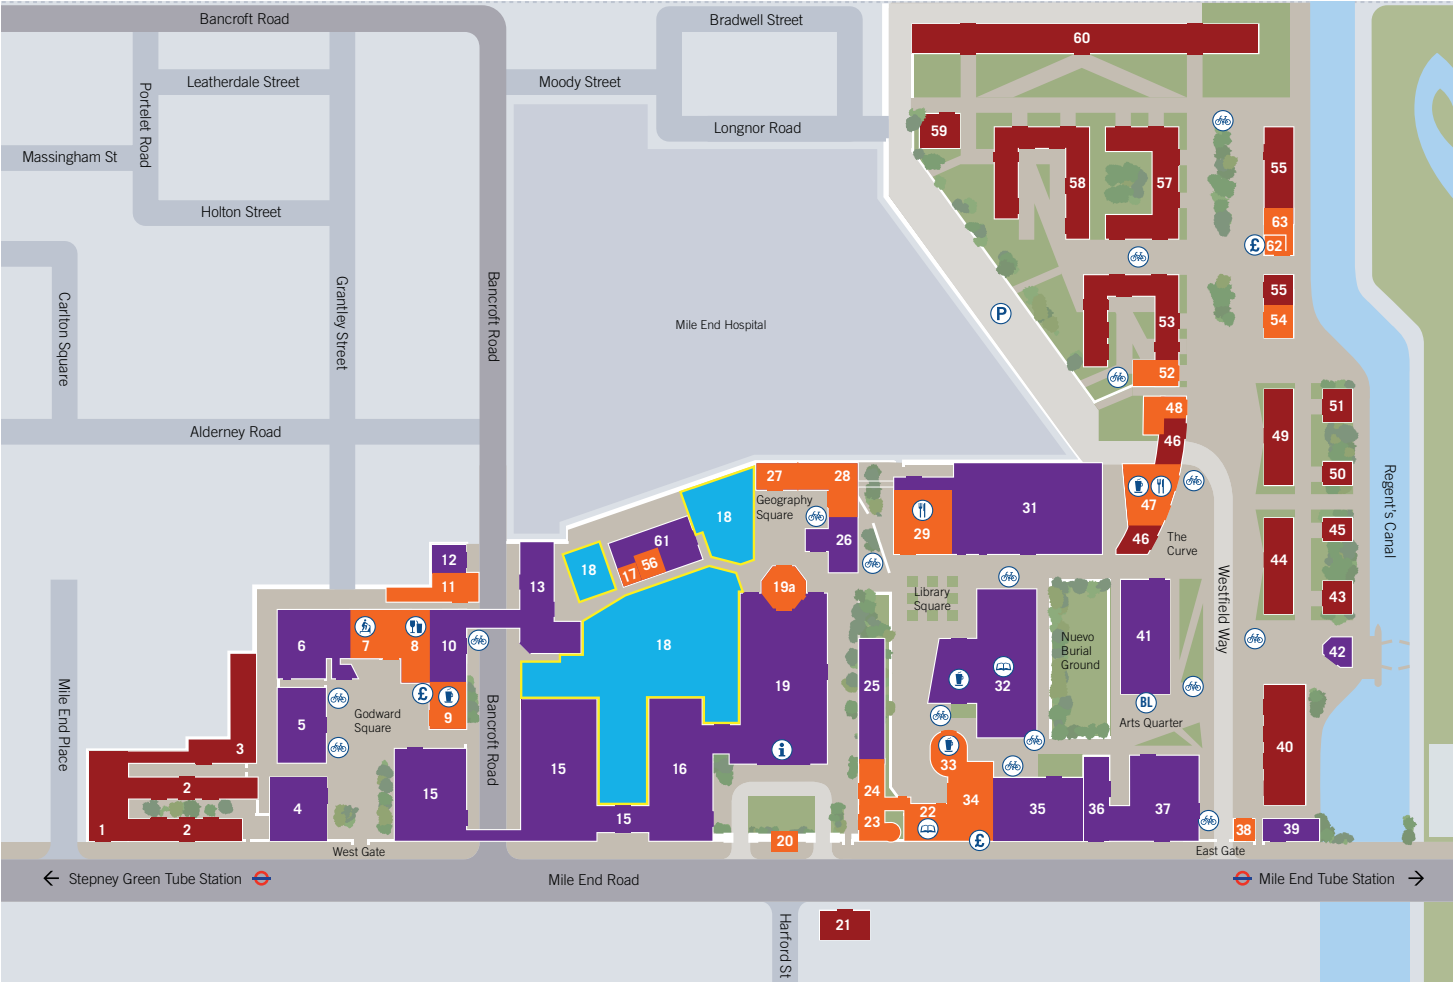 Bancroft Road
Bradwell Street
60
Leatherdale Street
Moody Street
Portelet Road
Longnor Road
59
Massingham St
55
58
57
Holton Street
63
£
62
Carlton Square
Grantley Street
Bancroft Road
Mile End Hospital
P
55
53
54
52
48
51
Alderney Road
46
49
50
27
28
Regent's Canal
18
Geography
Square
31
47
29
45
61
26
46
The
Curve
12
17
56
18
44
11
13
19a
Library
Square
43
6
7
8
10
18
41
Westfield Way
Nuevo
Burial
Ground
42
25
19
32
£
9
BL
Godward
Square
5
Mile End Place
Bancroft Road
Arts Quarter
3
i
33
40
15
16
2
24
34
15
4
22
35
36
37
1
2
15
23
38
39
20
£
West Gate
East Gate
Stepney Green Tube Station
Mile End Road
Mile End Tube Station
21
Harford St